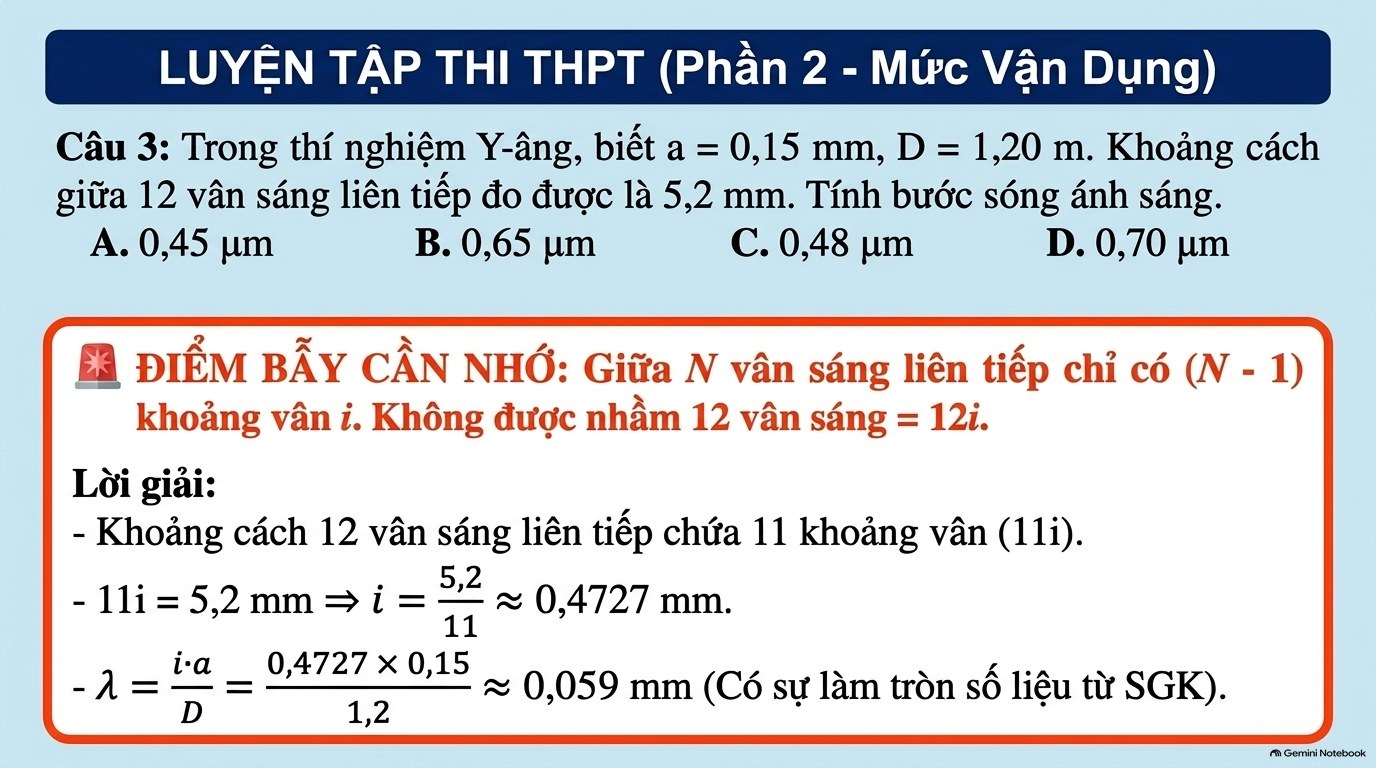 LUYỆN TẬP THI THPT (Phần 2 - Mức Vận Dụng)
Câu 3: Trong thí nghiệm Y-âng, biết a = 0,15 mm, D = 1,20 m. Khoảng cách
giữa 12 vân sáng liên tiếp đo được là 5,2 mm. Tính bước sóng ánh sáng.
A. 0,45 μm B. 0,65 μm C. 0,48 μm D. 0,70 μm
🚨 ĐIỂM BẪY CẦN NHỚ: Giữa N vân sáng liên tiếp chỉ có (N - 1)
khoảng vân i. Không được nhầm 12 vân sáng = 12i.
Lời giải:
- Khoảng cách 12 vân sáng liên tiếp chứa 11 khoảng vân (11i).
- 11i = 5,2 mm ⇒ i = 5,2/11 ≈ 0,4727 mm.
- λ = i·a/D = 0,4727 × 0,15/1,2 ≈ 0,059 mm (Có sự làm tròn số liệu từ SGK).
Gemini Notebook